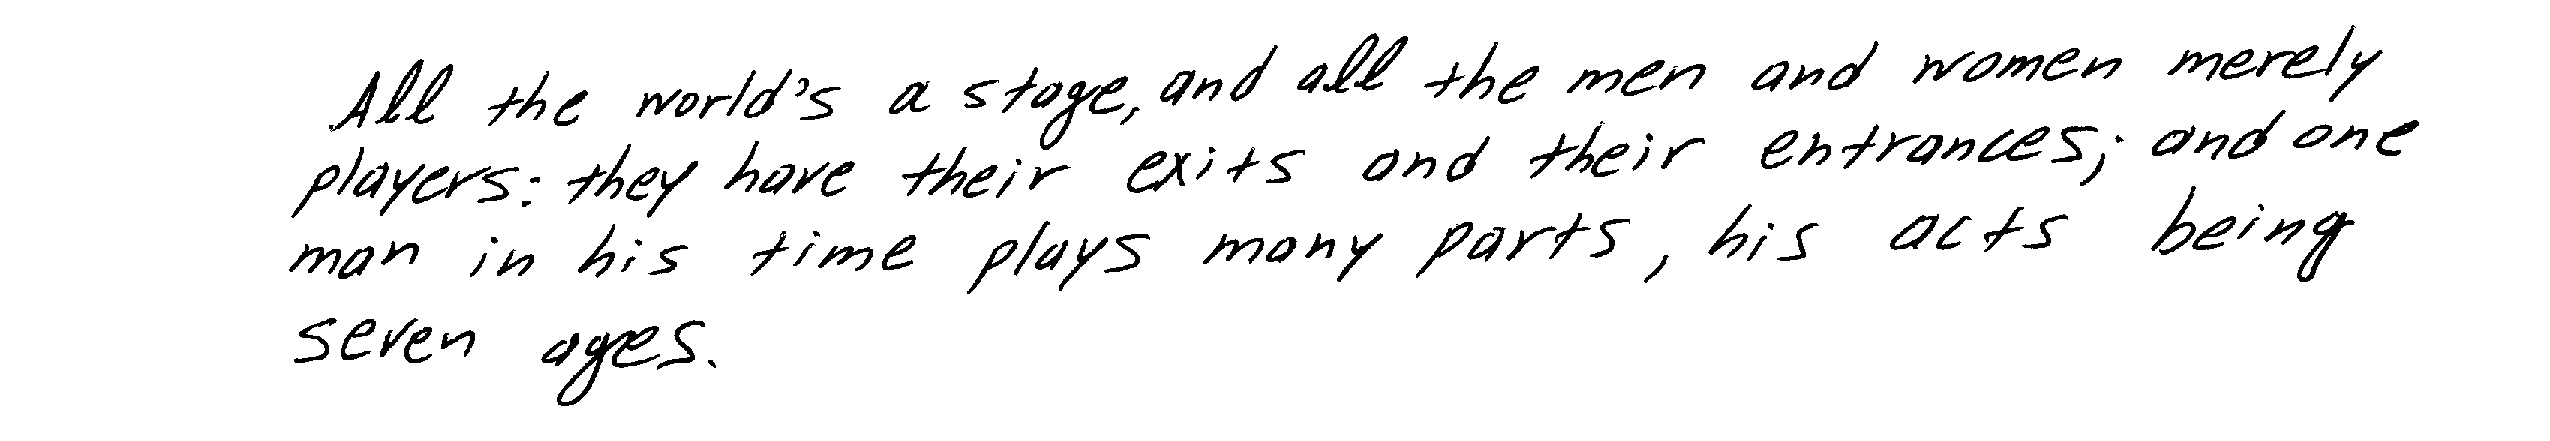 All the world's a stage, and all the men and women merely
players: they have their exits and their entrances; and one
man in his time plays many parts, his acts being
seven ages.